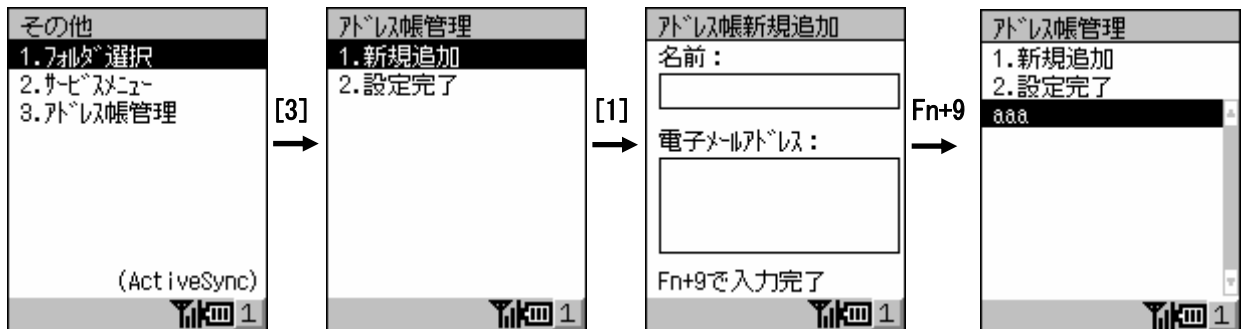 その他
1.ﾌｫﾙﾀﾞ選択
2.ｻｰﾋﾞｽﾒﾆｭｰ
3.ｱﾄﾞﾚｽ帳管理
(ActiveSync)
1
[3]
ｱﾄﾞﾚｽ帳管理
1.新規追加
2.設定完了
1
[1]
ｱﾄﾞﾚｽ帳新規追加
名前：
電子ﾒｰﾙｱﾄﾞﾚｽ：
Fn+9で入力完了
1
Fn+9
ｱﾄﾞﾚｽ帳管理
1.新規追加
2.設定完了
aaa
1